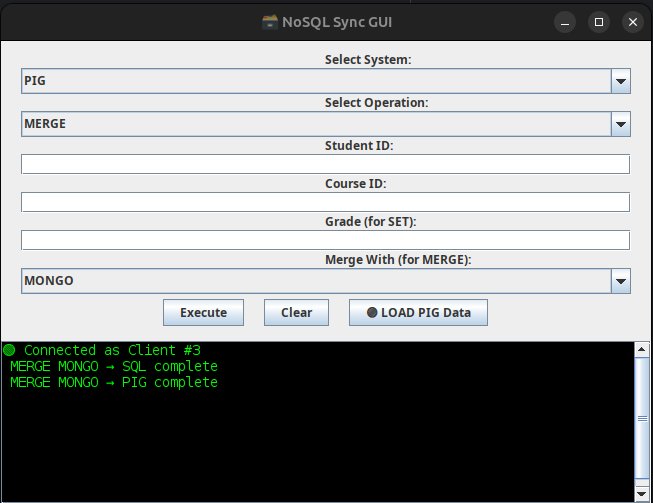 NoSQL Sync GUI
Select System:
PIG
Select Operation:
MERGE
Student ID:
Course ID:
Grade (for SET):
Merge With (for MERGE):
MONGO
Execute Clear LOAD PIG Data
Connected as Client #3
MERGE MONGO → SQL complete
MERGE MONGO → PIG complete